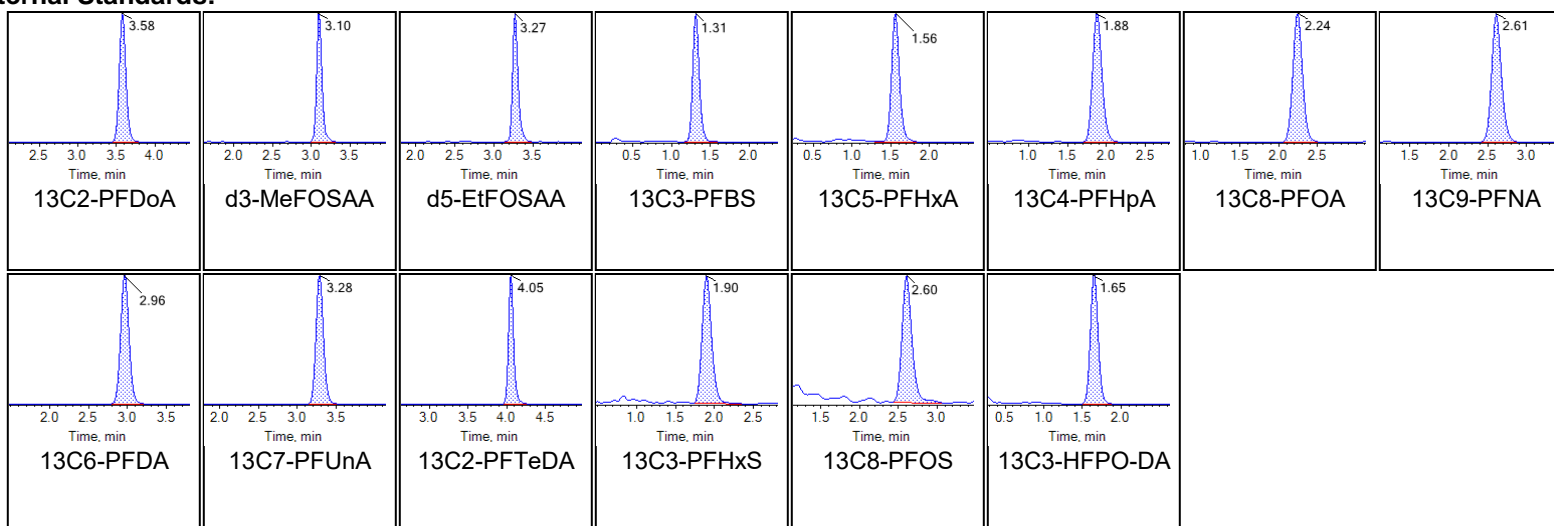 ternal Standards:
3.58 3.10 3.27 1.31 1.56 1.88 2.24 2.61
2.5 3.0 3.5 4.0 2.0 2.5 3.0 3.5 2.0 2.5 3.0 3.5 0.5 1.0 1.5 2.0 0.5 1.0 1.5 2.0 1.0 1.5 2.0 2.5 1.0 1.5 2.0 2.5 1.5 2.0 2.5 3.0
Time, min Time, min Time, min Time, min Time, min Time, min Time, min Time, min
13C2-PFDoA d3-MeFOSAA d5-EtFOSAA 13C3-PFBS 13C5-PFHxA 13C4-PFHpA 13C8-PFOA 13C9-PFNA
2.96 3.28 4.05 1.90 2.60 1.65
2.0 2.5 3.0 3.5 2.0 2.5 3.0 3.5 3.0 3.5 4.0 4.5 1.0 1.5 2.0 2.5 1.5 2.0 2.5 3.0 0.5 1.0 1.5 2.0
Time, min Time, min Time, min Time, min Time, min Time, min
13C6-PFDA 13C7-PFUnA 13C2-PFTeDA 13C3-PFHxS 13C8-PFOS 13C3-HFPO-DA